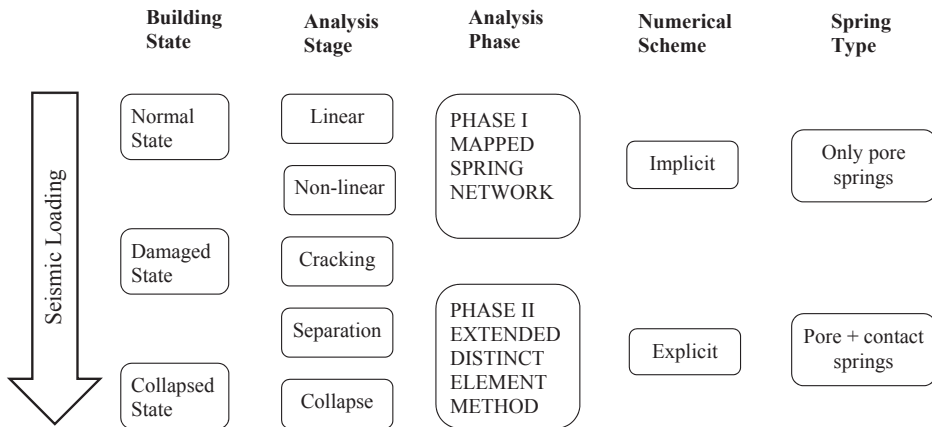 Building
State
Analysis
Stage
Analysis
Phase
Numerical
Scheme
Spring
Type
Seismic Loading
Normal
State
Damaged
State
Collapsed
State
Linear
Non-linear
Cracking
Separation
Collapse
PHASE I
MAPPED
SPRING
NETWORK
PHASE II
EXTENDED
DISTINCT
ELEMENT
METHOD
Implicit
Explicit
Only pore
springs
Pore + contact
springs